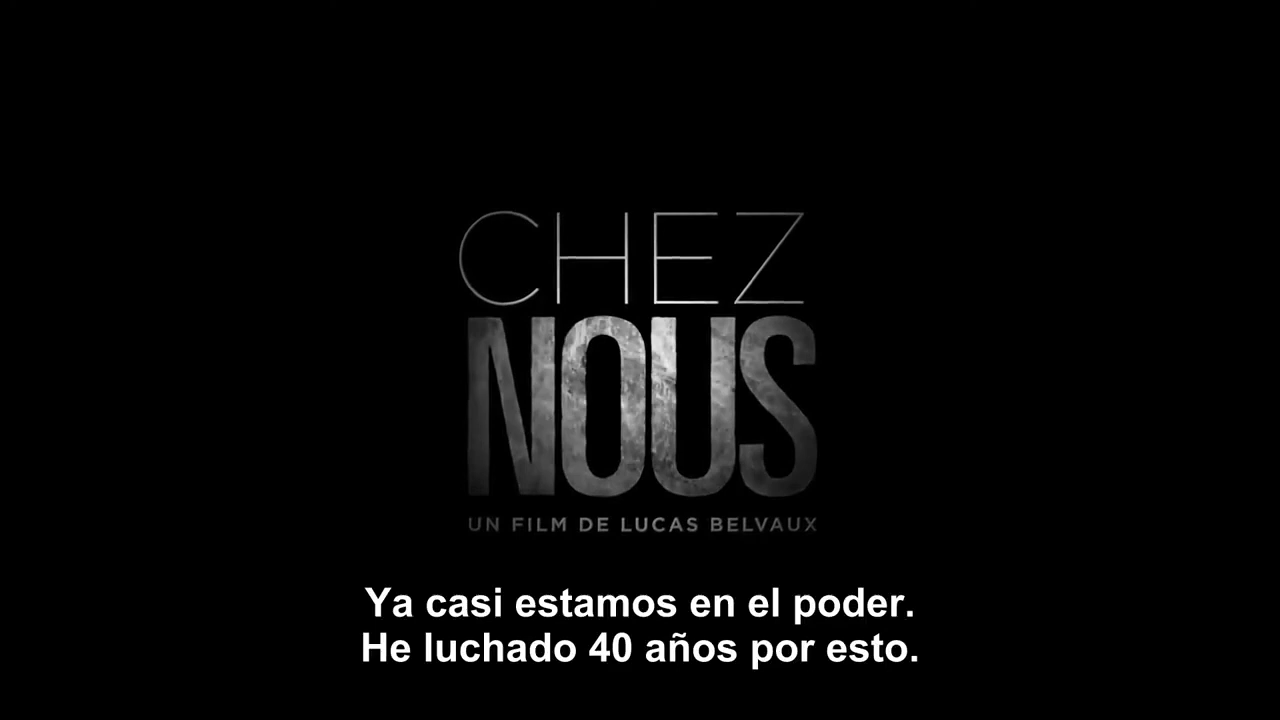 CHEZ
NOUS
UN FILM DE LUCAS BELVAUX
Ya casi estamos en el poder.
He luchado 40 años por esto.